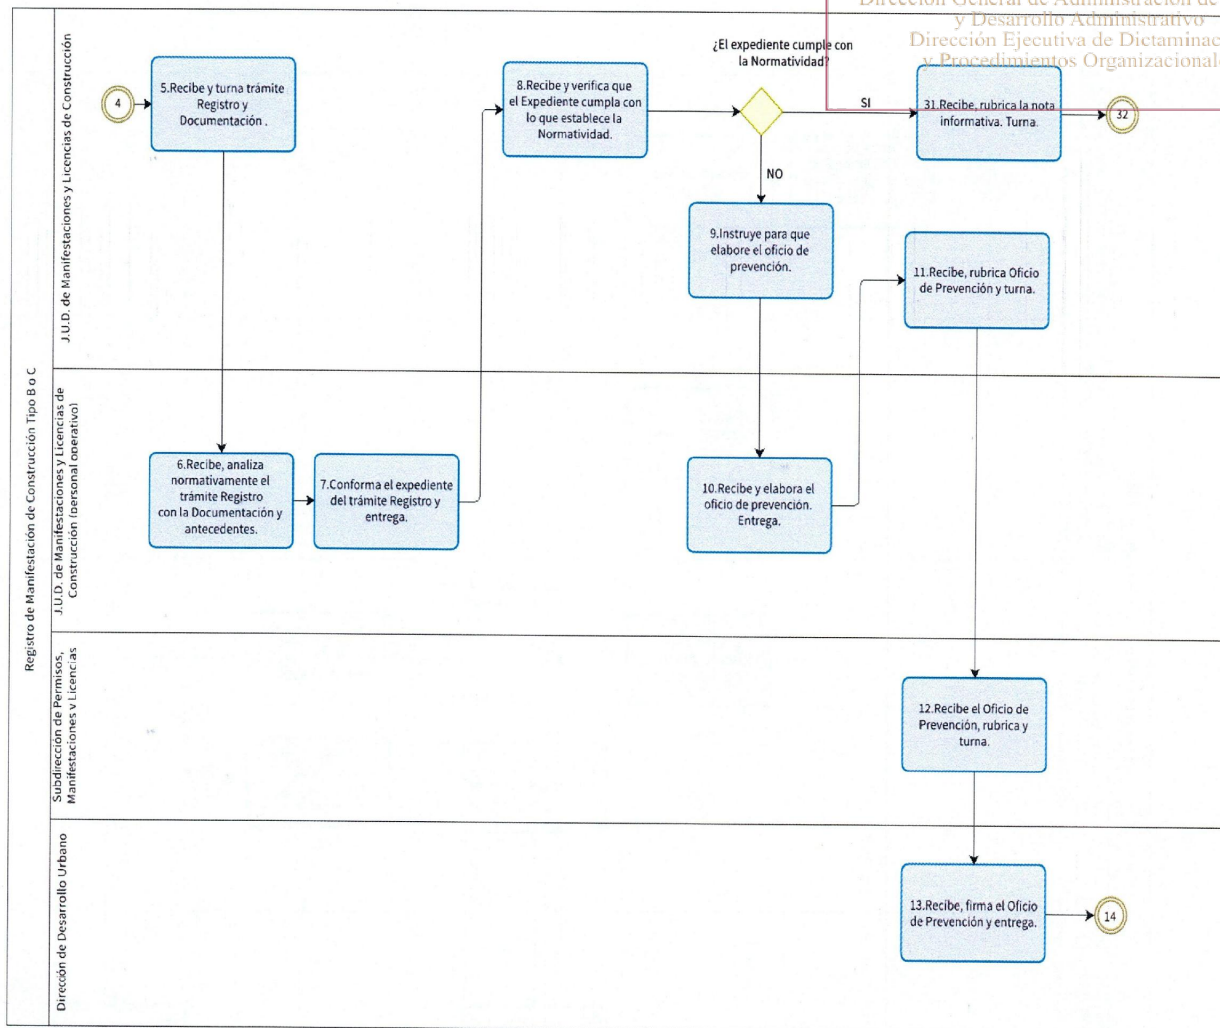 Dirección General de Administración de
y Desarrollo Administrativo
Dirección Ejecutiva de Dictaminac
y Procedimientos Organizacional
Registro de Manifestación de Construcción Tipo B o C
J.U.D. de Manifestaciones y Licencias de Construcción
4
5.Recibe y turna trámite
Registro y
Documentación .
8.Recibe y verifica que
el Expediente cumpla con
lo que establece la
Normatividad.
¿El expediente cumple con
la Normatividad?
SI
31.Recibe, rubrica la nota
informativa. Turna.
32
NO
9.Instruye para que
elabore el oficio de
prevención.
11.Recibe, rubrica Oficio
de Prevención y turna.
J.U.D. de Manifestaciones y Licencias de
Construcción (personal operativo)
6.Recibe, analiza
normativamente el
trámite Registro
con la Documentación y
antecedentes.
7.Conforma el expediente
del trámite Registro y
entrega.
10.Recibe y elabora el
oficio de prevención.
Entrega.
Subdirección de Permisos,
Manifestaciones y Licencias
12.Recibe el Oficio de
Prevención, rubrica y
turna.
Dirección de Desarrollo Urbano
13.Recibe, firma el Oficio
de Prevención y entrega.
14